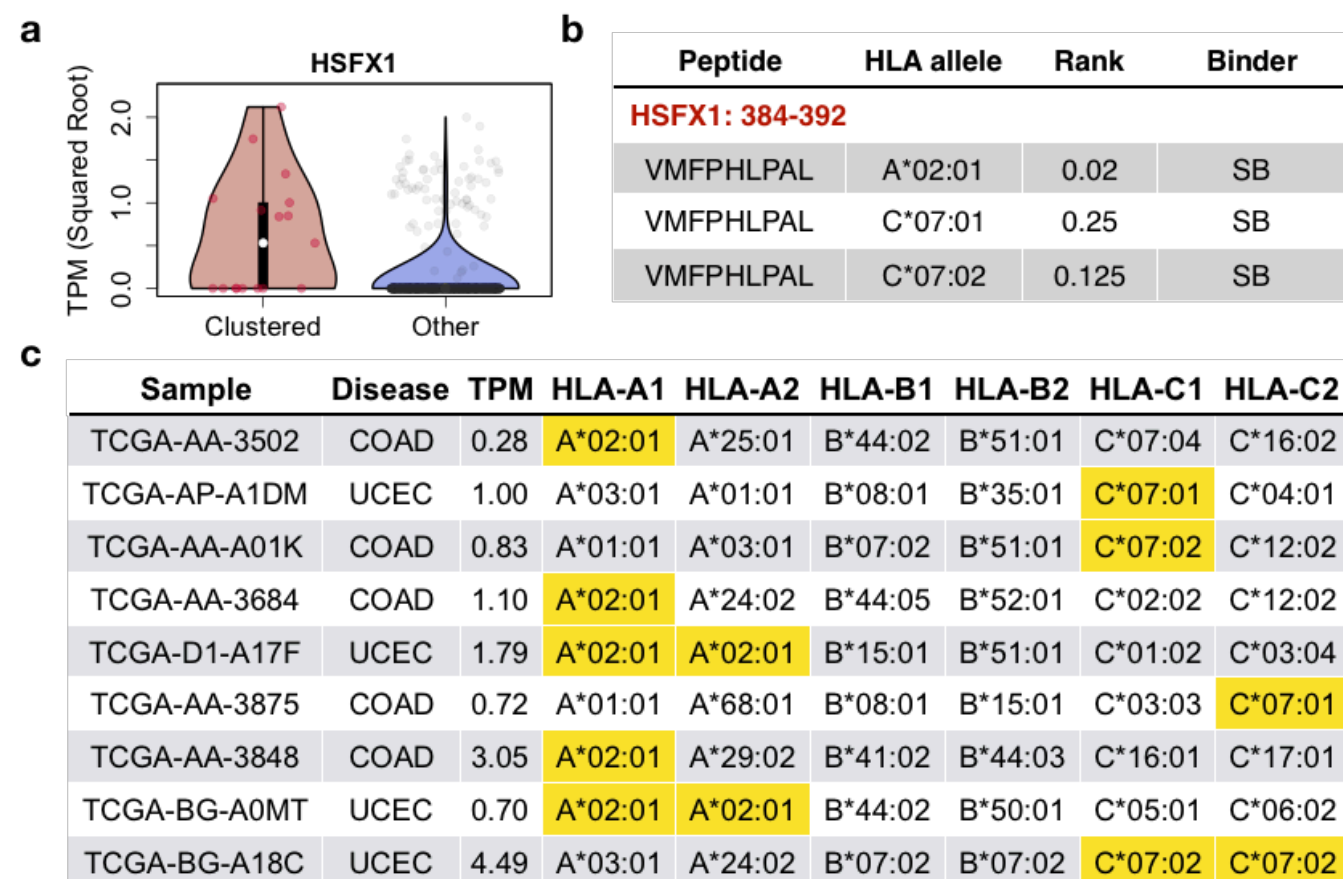 a
HSFX1
TPM (Squared Root)
2.0
1.0
0.0
Clustered Other
b
Peptide HLA allele Rank Binder
HSFX1: 384-392
VMFPHLPAL A*02:01 0.02 SB
VMFPHLPAL C*07:01 0.25 SB
VMFPHLPAL C*07:02 0.125 SB
c
Sample Disease TPM HLA-A1 HLA-A2 HLA-B1 HLA-B2 HLA-C1 HLA-C2
TCGA-AA-3502 COAD 0.28 A*02:01 A*25:01 B*44:02 B*51:01 C*07:04 C*16:02
TCGA-AP-A1DM UCEC 1.00 A*03:01 A*01:01 B*08:01 B*35:01 C*07:01 C*04:01
TCGA-AA-A01K COAD 0.83 A*01:01 A*03:01 B*07:02 B*51:01 C*07:02 C*12:02
TCGA-AA-3684 COAD 1.10 A*02:01 A*24:02 B*44:05 B*52:01 C*02:02 C*12:02
TCGA-D1-A17F UCEC 1.79 A*02:01 A*02:01 B*15:01 B*51:01 C*01:02 C*03:04
TCGA-AA-3875 COAD 0.72 A*01:01 A*68:01 B*08:01 B*15:01 C*03:03 C*07:01
TCGA-AA-3848 COAD 3.05 A*02:01 A*29:02 B*41:02 B*44:03 C*16:01 C*17:01
TCGA-BG-A0MT UCEC 0.70 A*02:01 A*02:01 B*44:02 B*50:01 C*05:01 C*06:02
TCGA-BG-A18C UCEC 4.49 A*03:01 A*24:02 B*07:02 B*07:02 C*07:02 C*07:02